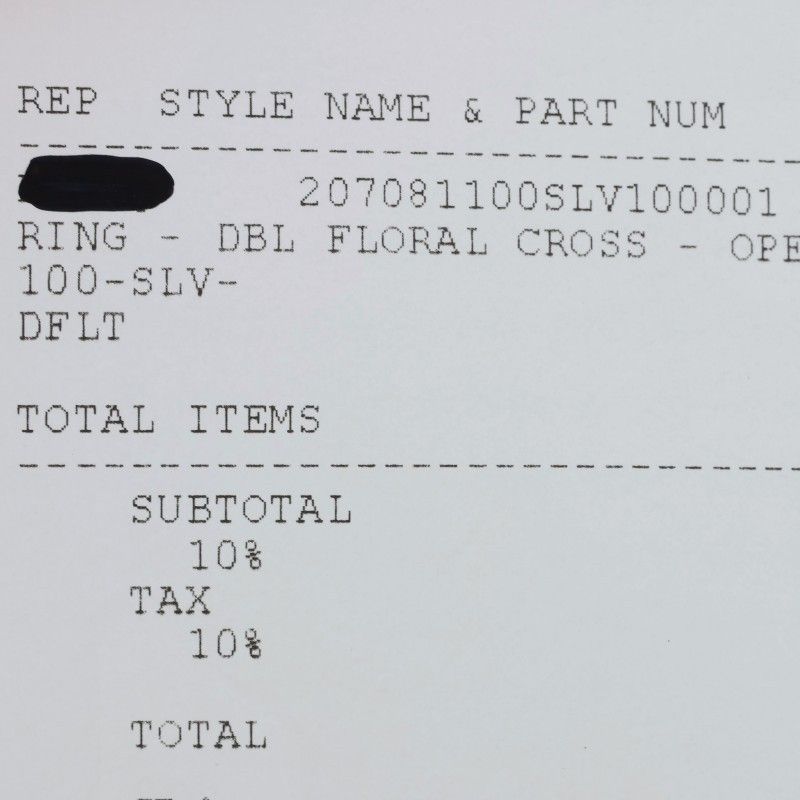 REP STYLE NAME & PART NUM
207081100SLV100001
RING - DBL FLORAL CROSS - OPE
100-SLV-
DFLT
TOTAL ITEMS
SUBTOTAL
10%
TAX
10%
TOTAL